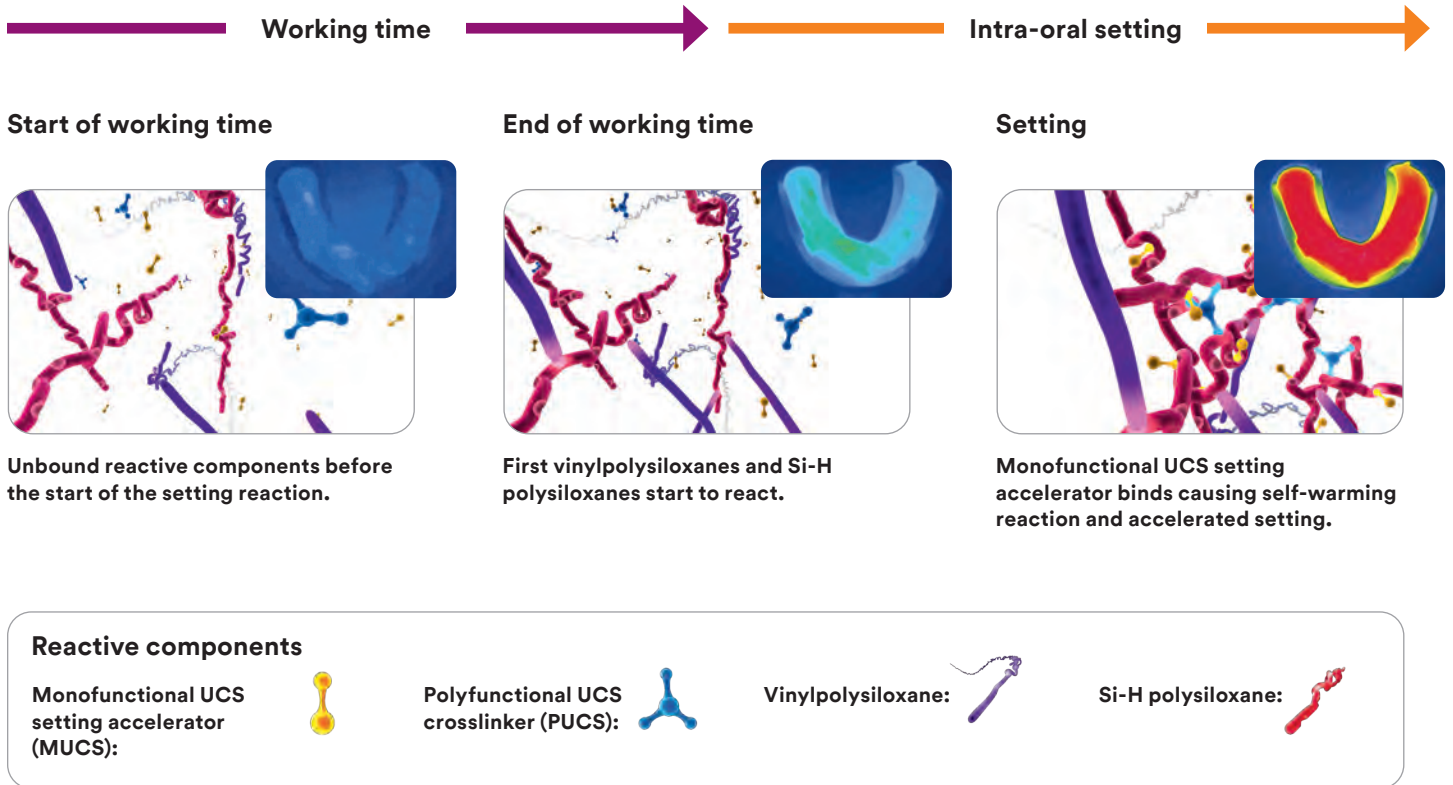 Working time
Intra-oral setting
Start of working time
End of working time
Setting
Unbound reactive components before
the start of the setting reaction.
First vinylpolysiloxanes and Si-H
polysiloxanes start to react.
Monofunctional UCS setting
accelerator binds causing self-warming
reaction and accelerated setting.
Reactive components
Monofunctional UCS
setting accelerator
(MUCS):
Polyfunctional UCS
crosslinker (PUCS):
Vinylpolysiloxane:
Si-H polysiloxane: